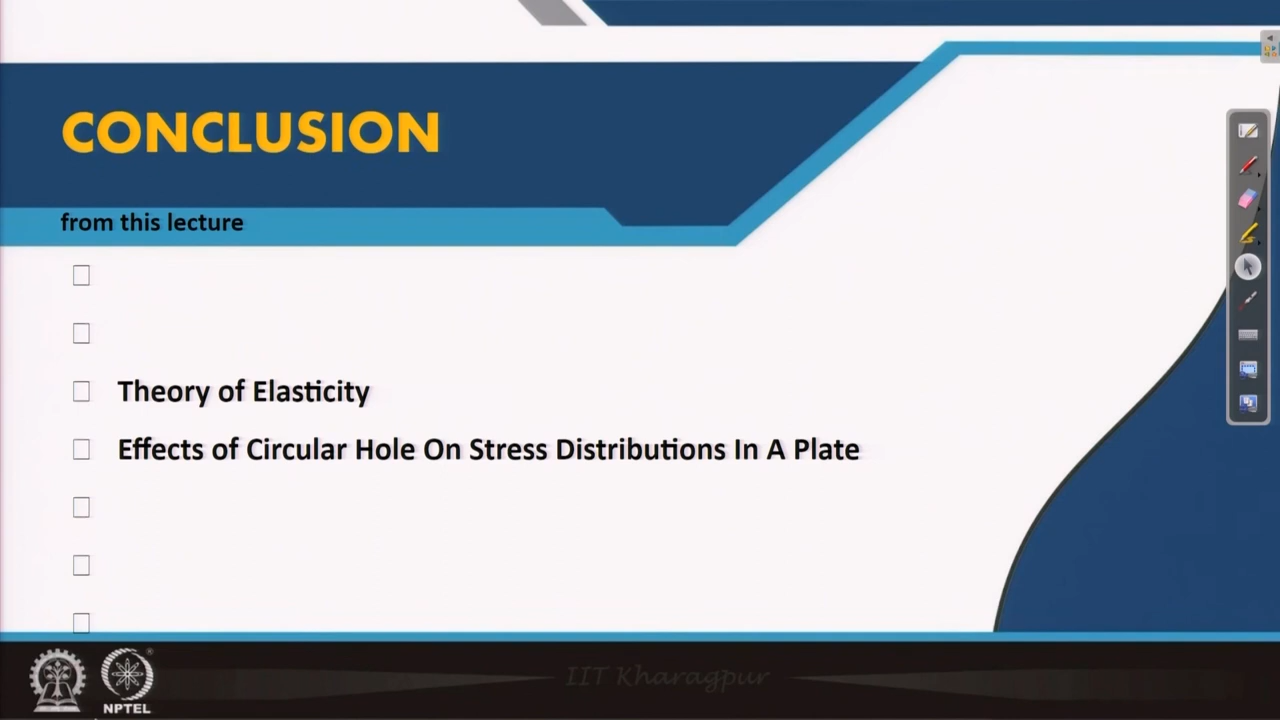 CONCLUSION
from this lecture
Theory of Elasticity
Effects of Circular Hole On Stress Distributions In A Plate
IIT Kharagpur
NPTEL